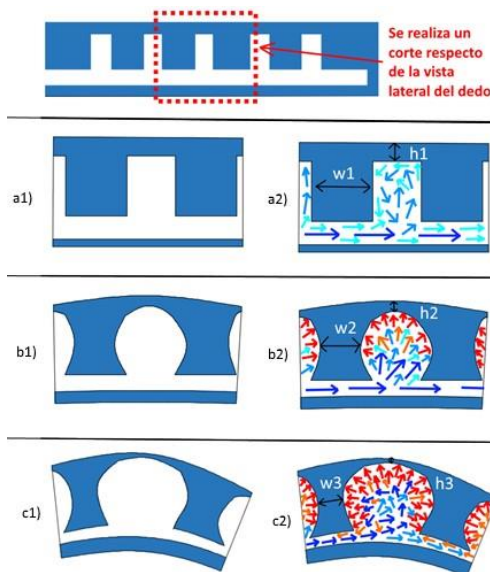 Se realiza un
corte respecto
de la vista
lateral del dedo
a1)
a2)
w1
h1
b1)
b2)
w2
h2
c1)
c2)
w3
h3